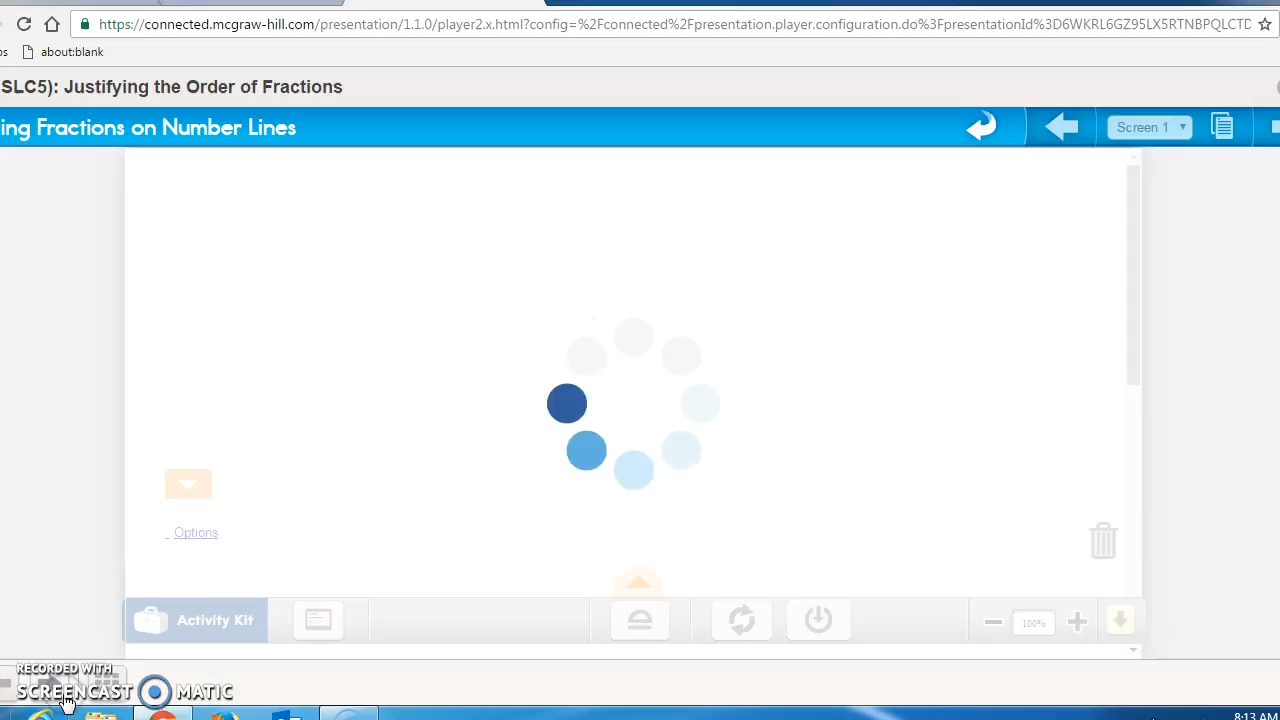 https://connected.mcgraw-hill.com/presentation/1.1.0/player2.x.html?config=%2Fconnected%2Fpresentation.player.configuration.do%3FpresentationId%3D6WKRL6GZ95LX5RTNBPQLCTD
ps about:blank
SLC5): Justifying the Order of Fractions
ing Fractions on Number Lines
Screen 1
Options
Activity Kit
100%
RECORDED WITH
SCREENCAST MATIC
8:13 AM